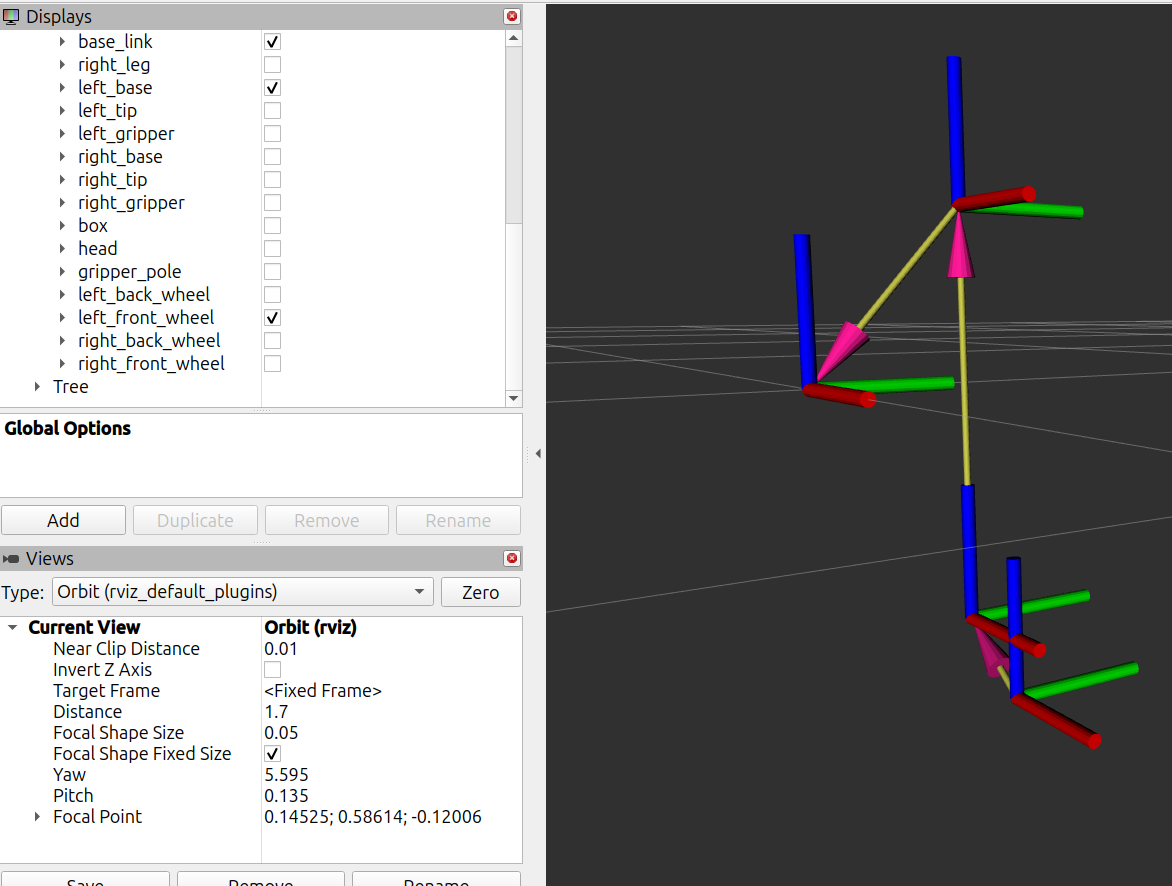 Displays
base_link
right_leg
left_base
left_tip
left_gripper
right_base
right_tip
right_gripper
box
head
gripper_pole
left_back_wheel
left_front_wheel
right_back_wheel
right_front_wheel
Tree
Global Options
Add Duplicate Remove Rename
Views
Type: Orbit (rviz_default_plugins) Zero
Current View Orbit (rviz)
Near Clip Distance 0.01
Invert Z Axis
Target Frame <Fixed Frame>
Distance 1.7
Focal Shape Size 0.05
Focal Shape Fixed Size
Yaw 5.595
Pitch 0.135
Focal Point 0.14525; 0.58614; -0.12006
Save Remove Rename